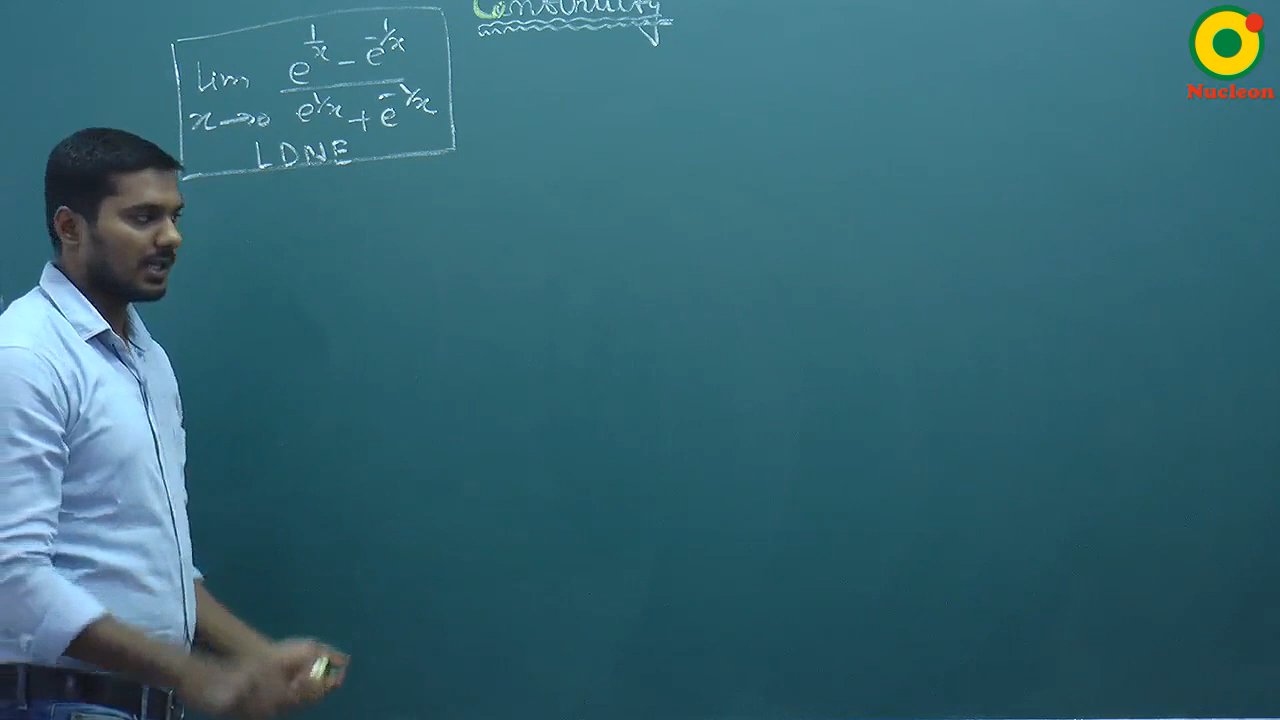 Continuity
lim e^{1/x} - e^{-1/x}
x→0 e^{1/x} + e^{-1/x}
LDNE
Nucleon